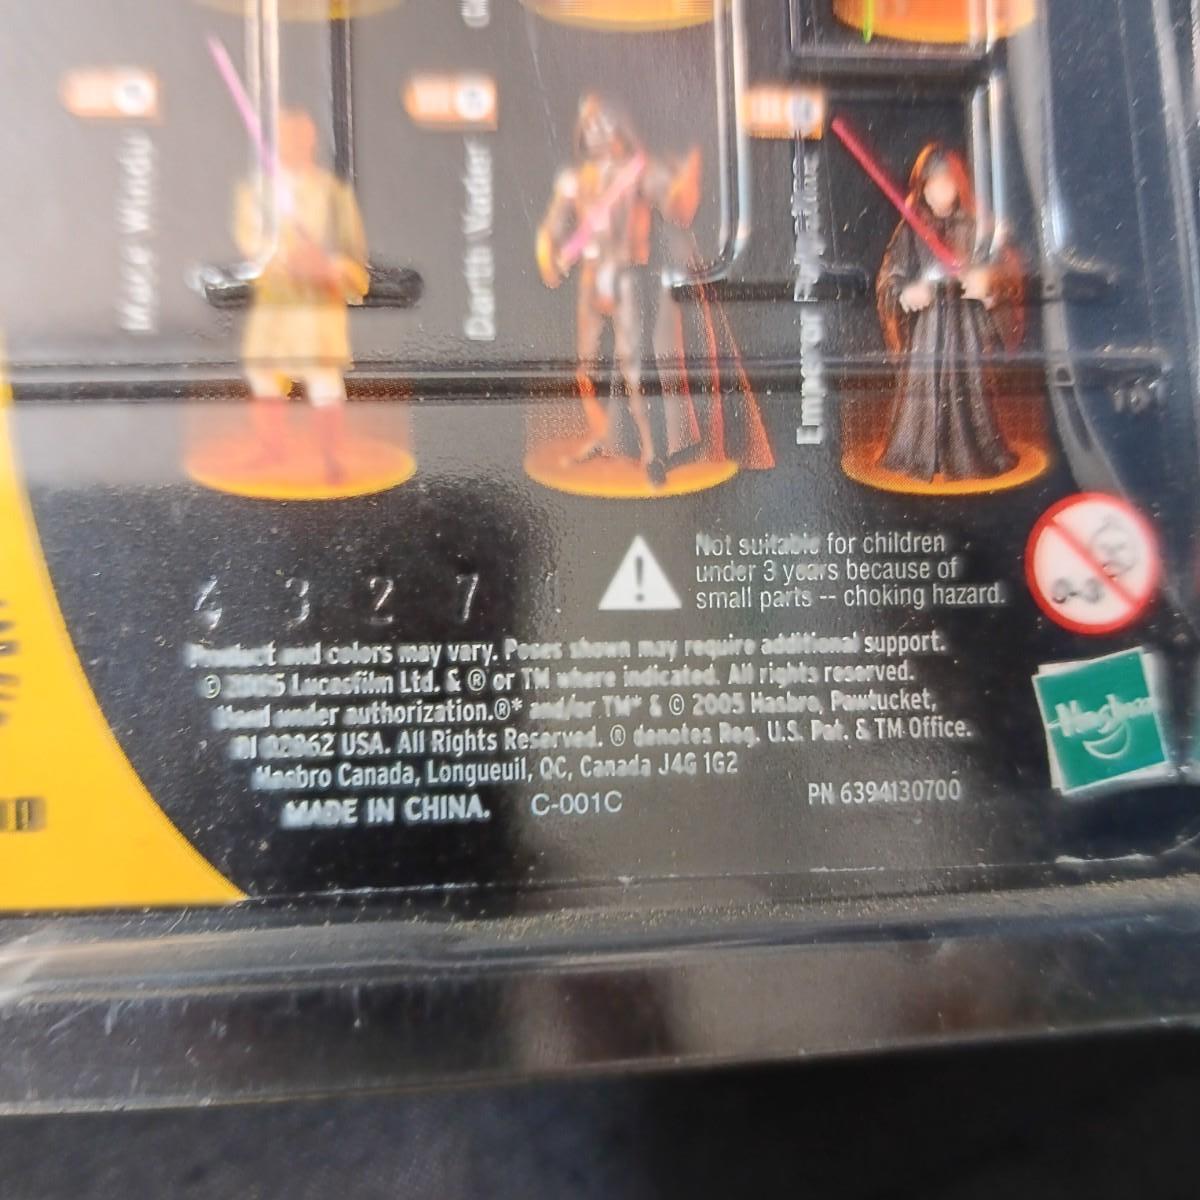 Mace Windu
Darth Vader
Emperor Palpatine
Not suitable for children
under 3 years because of
small parts -- choking hazard.
0-3
4 3 2 7
Product and colors may vary. Poses shown may require additional support.
© 2005 Lucasfilm Ltd. & ® or TM where indicated. All rights reserved.
Used under authorization.®* and/or TM* & © 2005 Hasbro, Pawtucket,
RI 02862 USA. All Rights Reserved. ® denotes Reg. U.S. Pat. & TM Office.
Hasbro Canada, Longueuil, QC, Canada J4G 1G2
MADE IN CHINA. C-001C
PN 6394130700
Hasbro